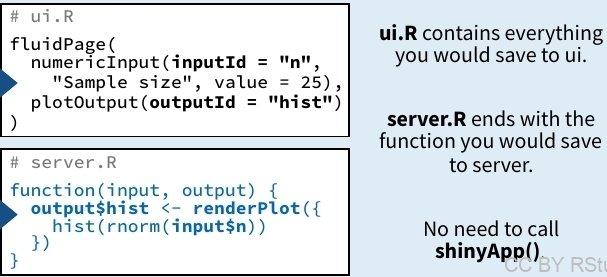 # ui.R
fluidPage(
numericInput(inputId = "n",
"Sample size", value = 25),
plotOutput(outputId = "hist")
)
# server.R
function(input, output) {
output$hist <- renderPlot({
hist(rnorm(input$n))
})
}
ui.R contains everything
you would save to ui.
server.R ends with the
function you would save
to server.
No need to call
shinyApp().
CC BY RStu